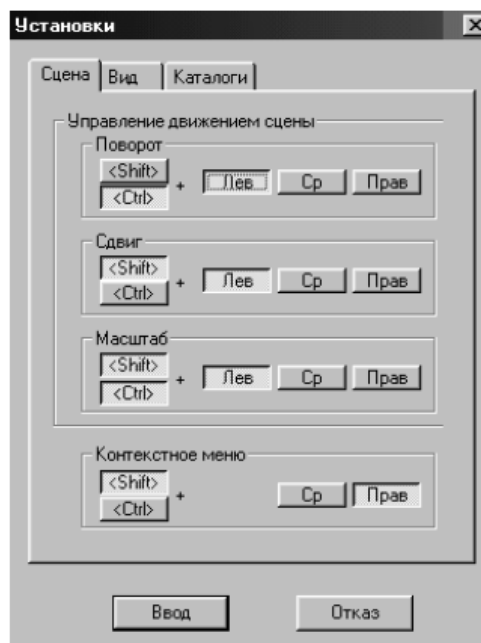 Установки
Сцена Вид Каталоги
Управление движением сцены
Поворот
<Shift>
<Ctrl> + Лев Ср Прав
Сдвиг
<Shift>
<Ctrl> + Лев Ср Прав
Масштаб
<Shift>
<Ctrl> + Лев Ср Прав
Контекстное меню
<Shift>
<Ctrl> + Ср Прав
Ввод Отказ